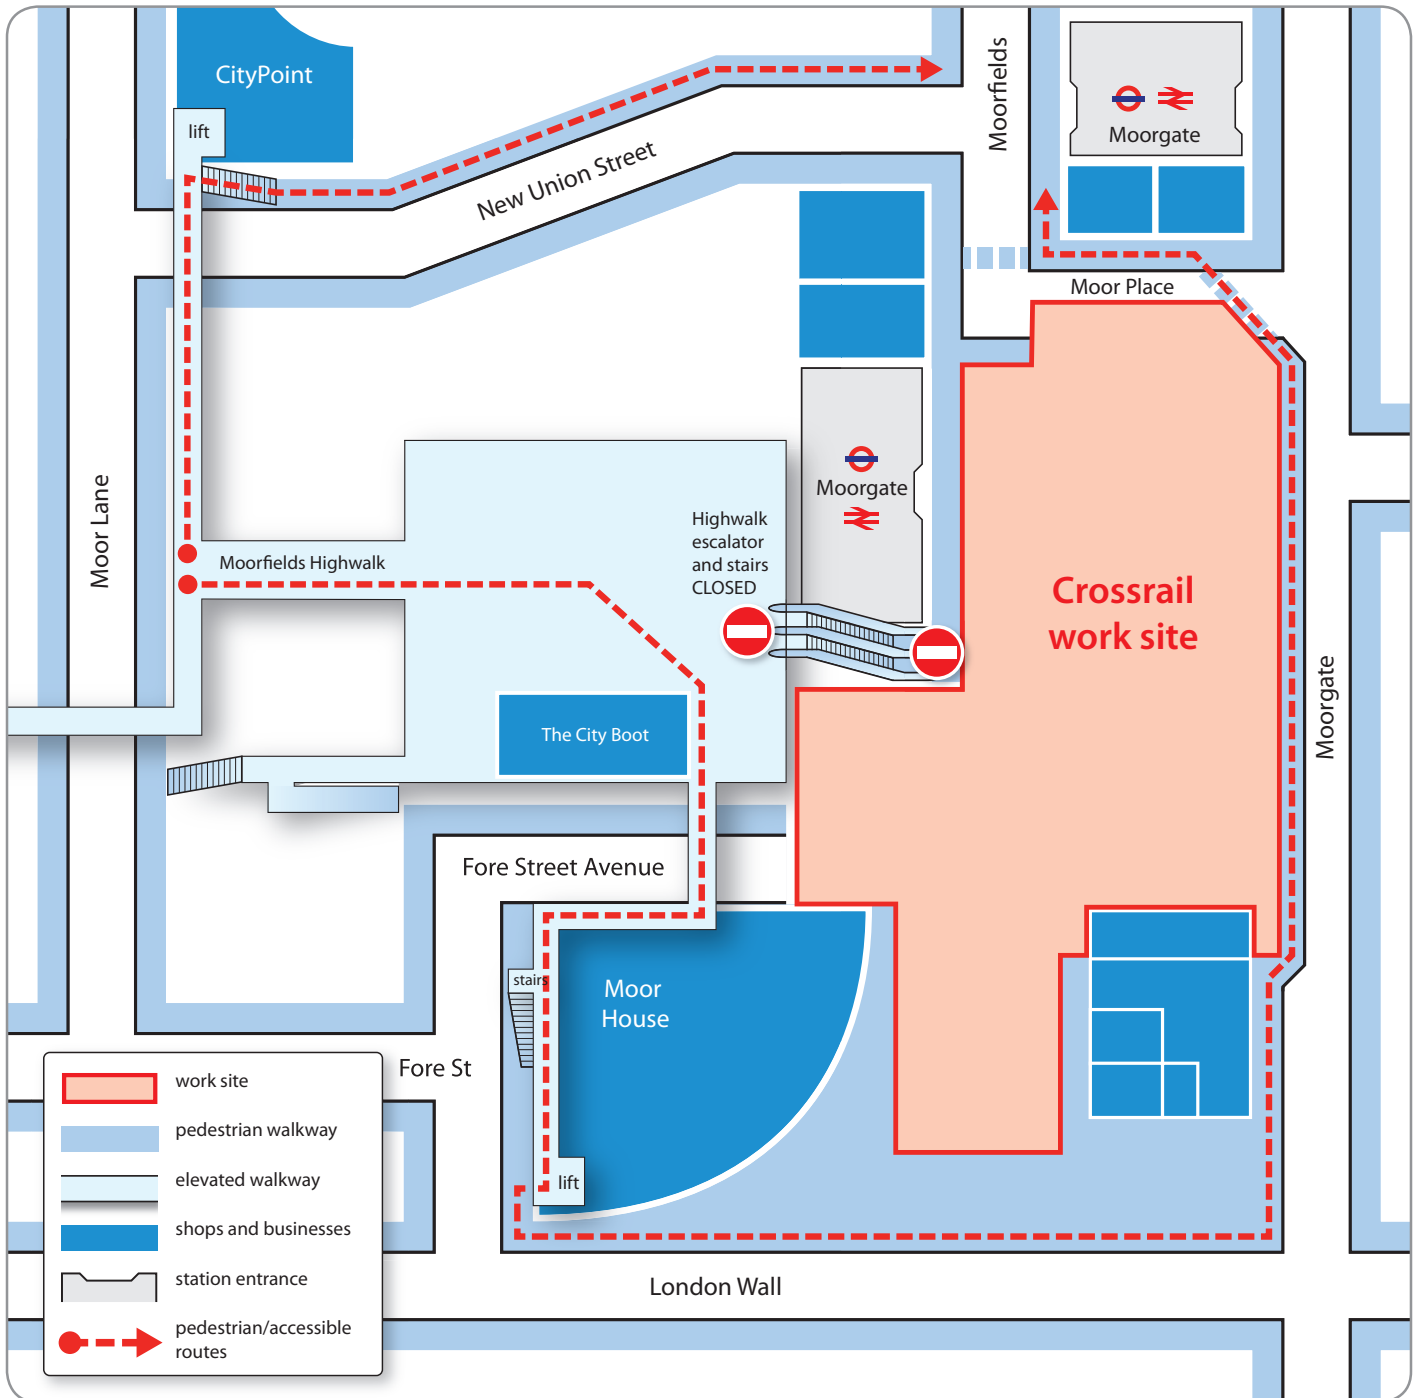 CityPoint
lift
New Union Street
Moorfields
Moorgate
Moor Place
Moor Lane
Moorfields Highwalk
Highwalk
escalator
and stairs
CLOSED
Moorgate
Crossrail
work site
Moorgate
The City Boot
Fore Street Avenue
stairs
Moor
House
Fore St
lift
London Wall
work site
pedestrian walkway
elevated walkway
shops and businesses
station entrance
pedestrian/accessible
routes